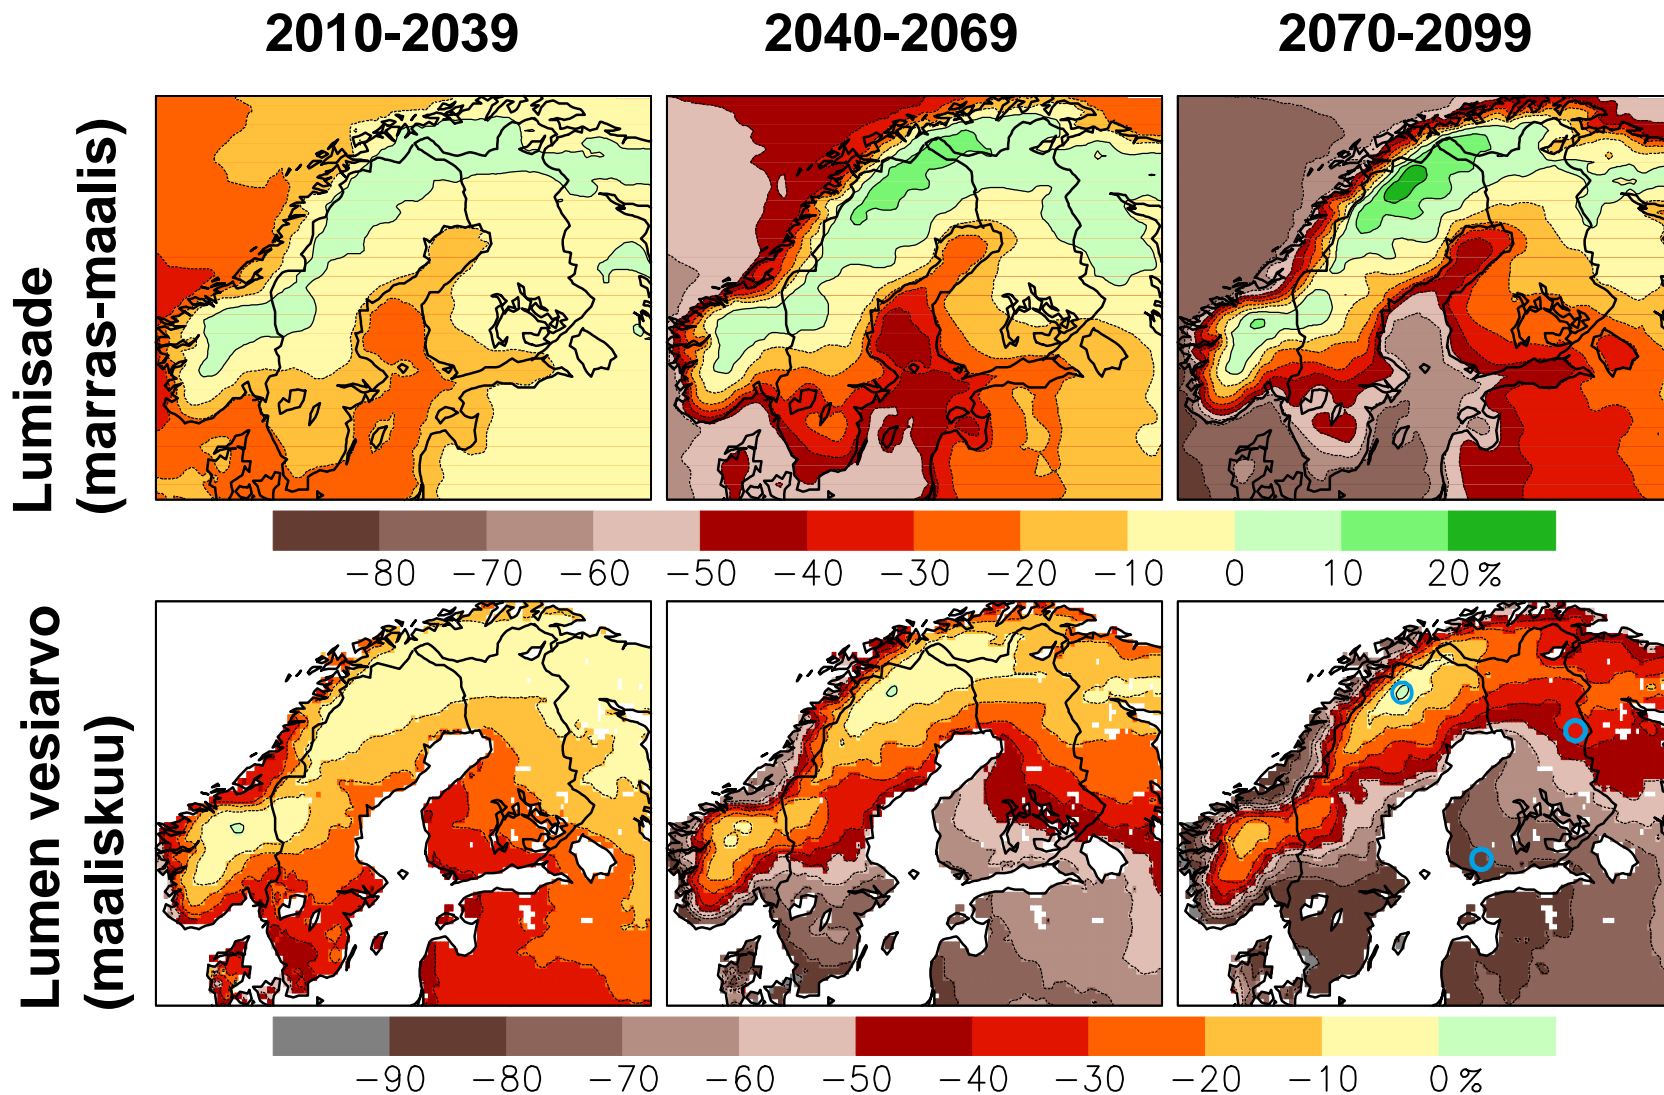 2010-2039 2040-2069 2070-2099
Lumisade
(marras-maalis)
−80 −70 −60 −50 −40 −30 −20 −10 0 10 20 %
Lumen vesiarvo
(maaliskuu)
−90 −80 −70 −60 −50 −40 −30 −20 −10 0 %